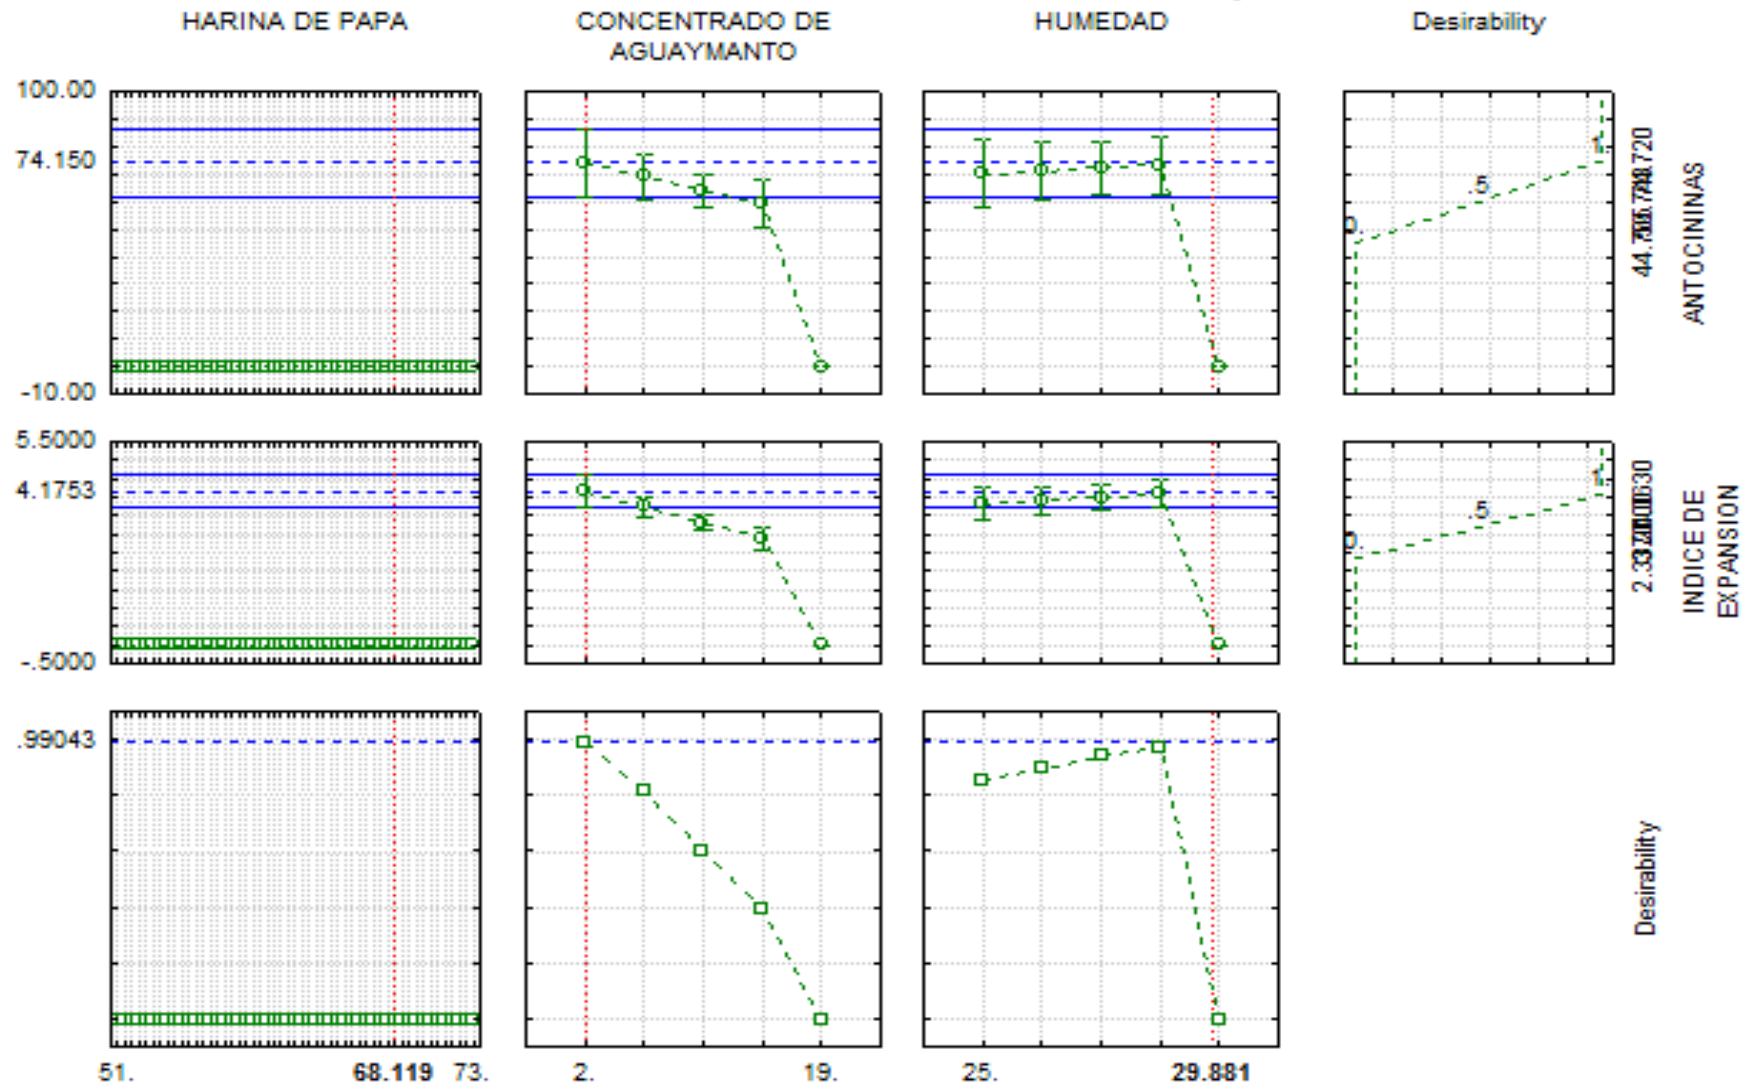 HARINA DE PAPA
CONCENTRADO DE
AGUAYMANTO
HUMEDAD
Desirability
100.00
74.150
-10.00
0.
.5
1.
ANTOCININAS
5.5000
4.1753
-.5000
0.
.5
1.
INDICE DE
EXPANSION
.99043
Desirability
51.
68.119
73.
2.
19.
25.
29.881